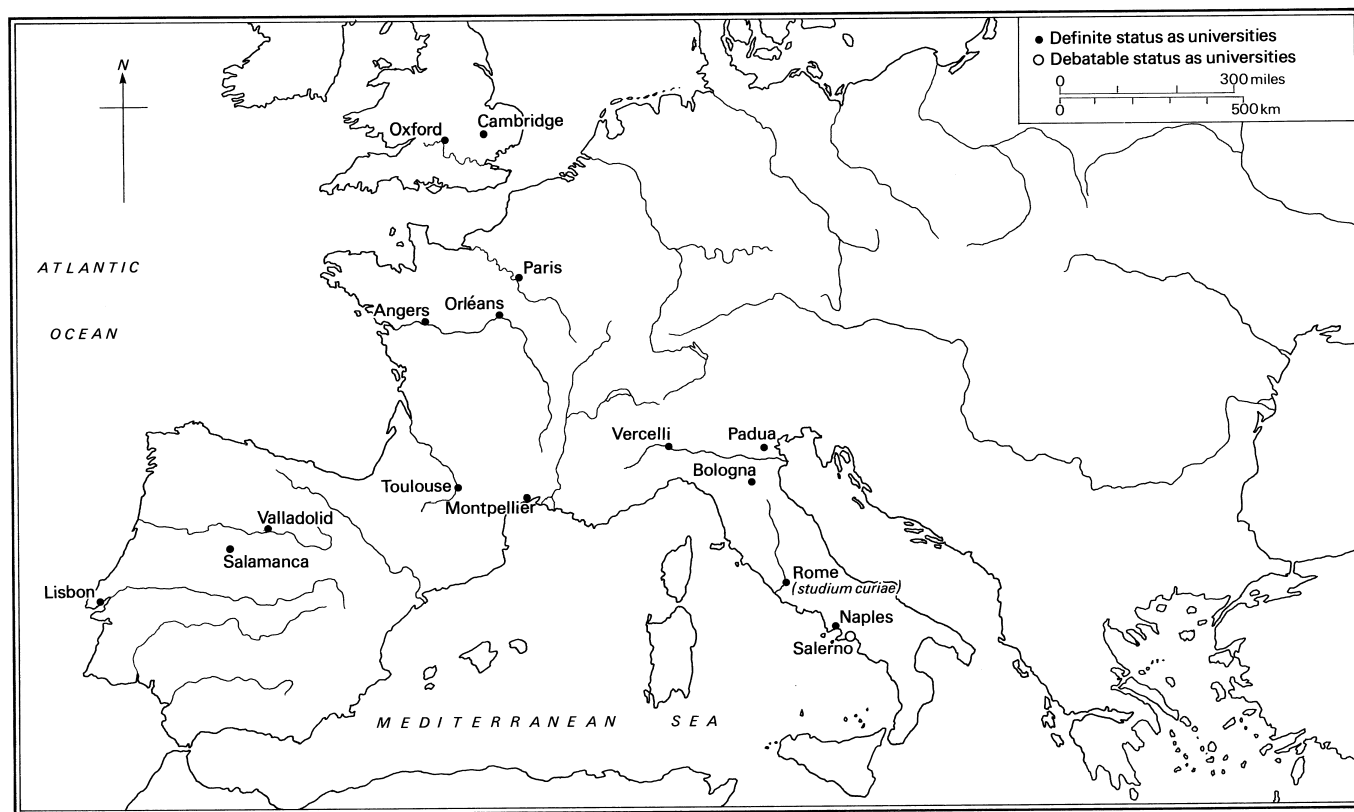 ● Definite status as universities
○ Debatable status as universities
0 300 miles
0 500 km
N
Cambridge
Oxford
ATLANTIC
OCEAN
Paris
Orléans
Angers
Vercelli
Padua
Bologna
Toulouse
Montpellier
Valladolid
Salamanca
Lisbon
Rome
(studium curiae)
Naples
Salerno
MEDITERRANEAN SEA